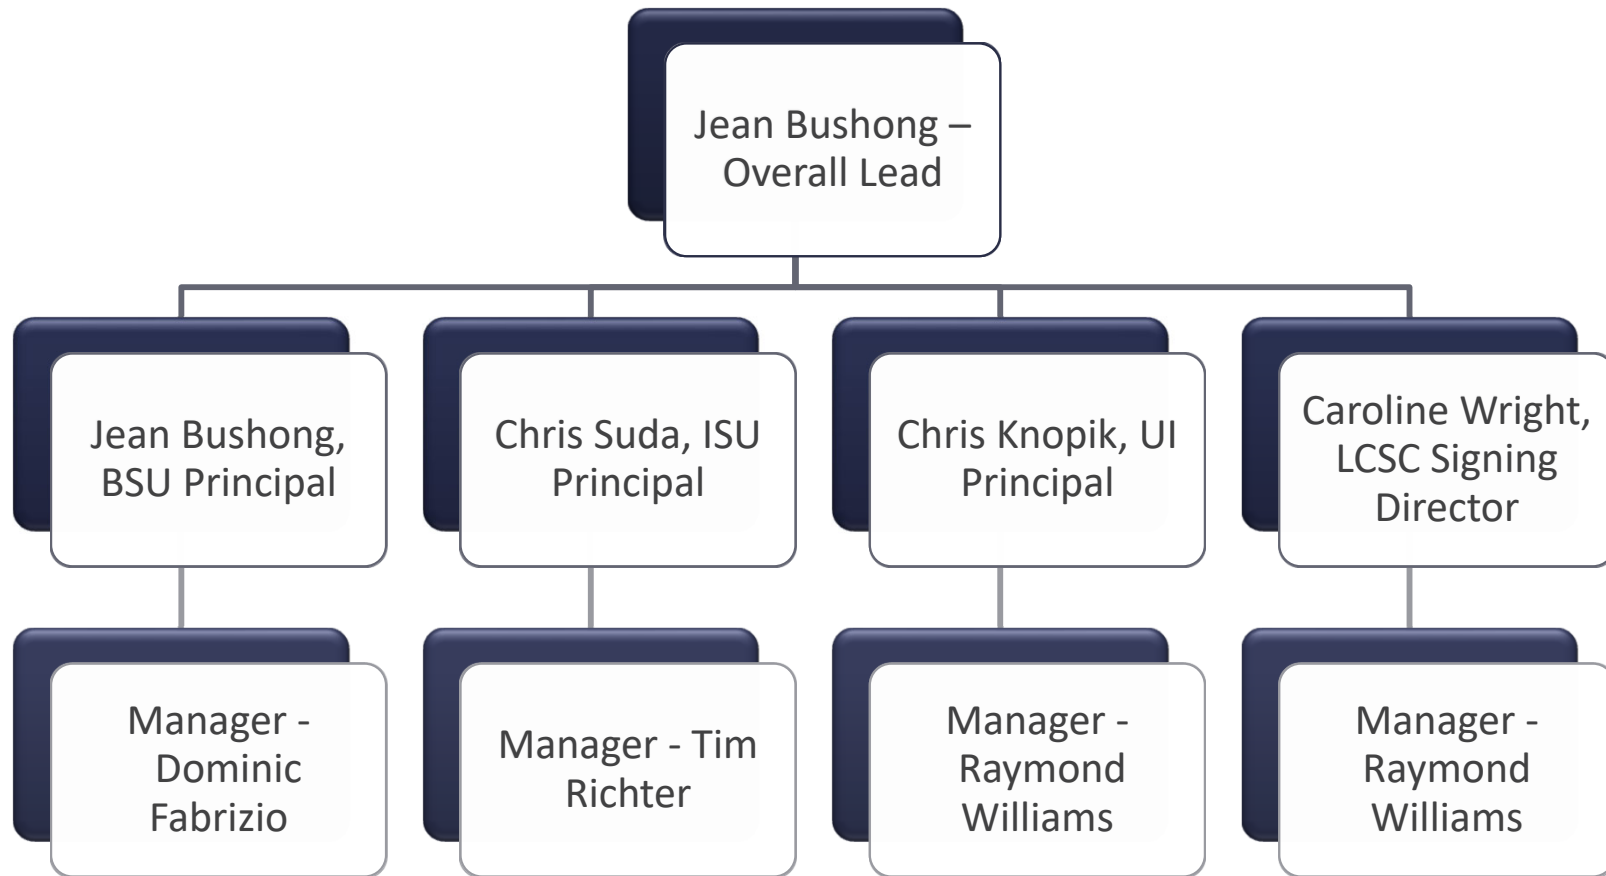 Jean Bushong –
Overall Lead
Jean Bushong,
BSU Principal
Chris Suda, ISU
Principal
Chris Knopik, UI
Principal
Caroline Wright,
LCSC Signing
Director
Manager -
Dominic
Fabrizio
Manager - Tim
Richter
Manager -
Raymond
Williams
Manager -
Raymond
Williams